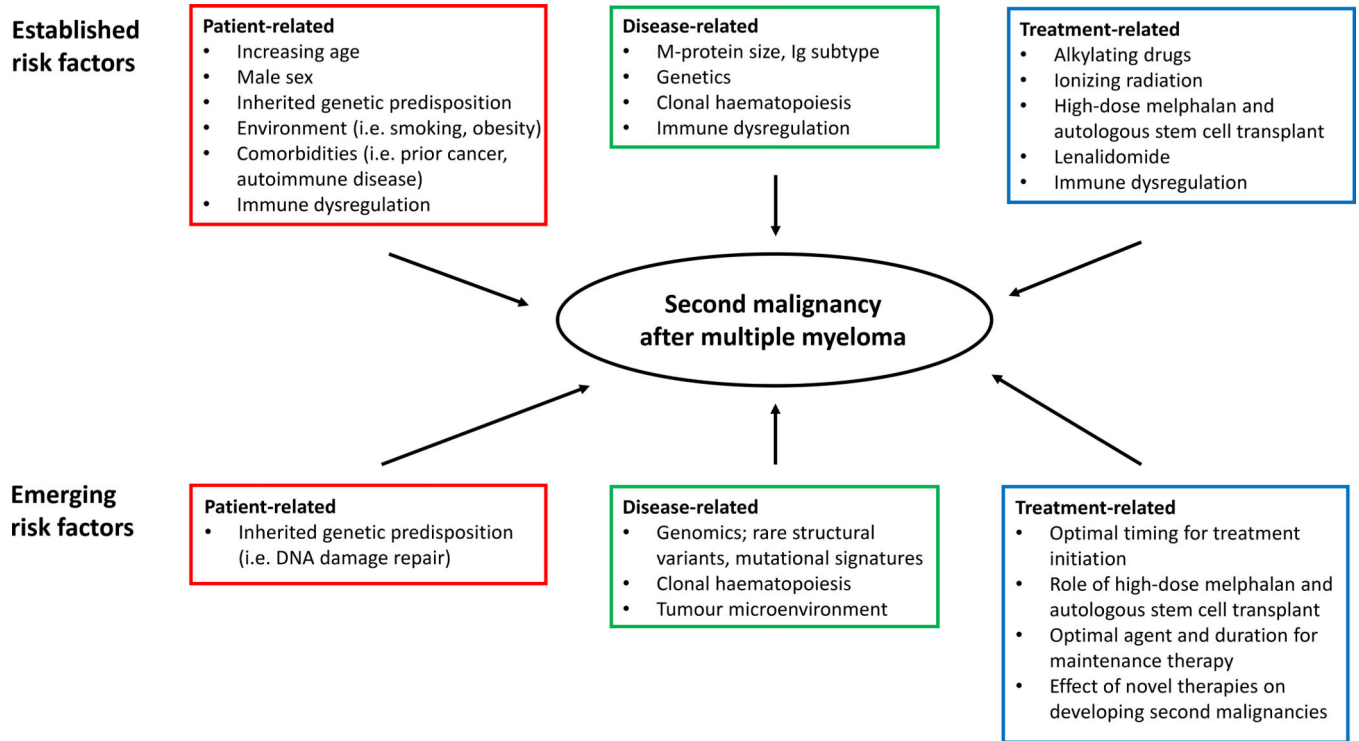 Established
risk factors
Patient-related
• Increasing age
• Male sex
• Inherited genetic predisposition
• Environment (i.e. smoking, obesity)
• Comorbidities (i.e. prior cancer,
autoimmune disease)
• Immune dysregulation
Disease-related
• M-protein size, Ig subtype
• Genetics
• Clonal haematopoiesis
• Immune dysregulation
Treatment-related
• Alkylating drugs
• Ionizing radiation
• High-dose melphalan and
autologous stem cell transplant
• Lenalidomide
• Immune dysregulation
Second malignancy
after multiple myeloma
Emerging
risk factors
Patient-related
• Inherited genetic predisposition
(i.e. DNA damage repair)
Disease-related
• Genomics; rare structural
variants, mutational signatures
• Clonal haematopoiesis
• Tumour microenvironment
Treatment-related
• Optimal timing for treatment
initiation
• Role of high-dose melphalan and
autologous stem cell transplant
• Optimal agent and duration for
maintenance therapy
• Effect of novel therapies on
developing second malignancies